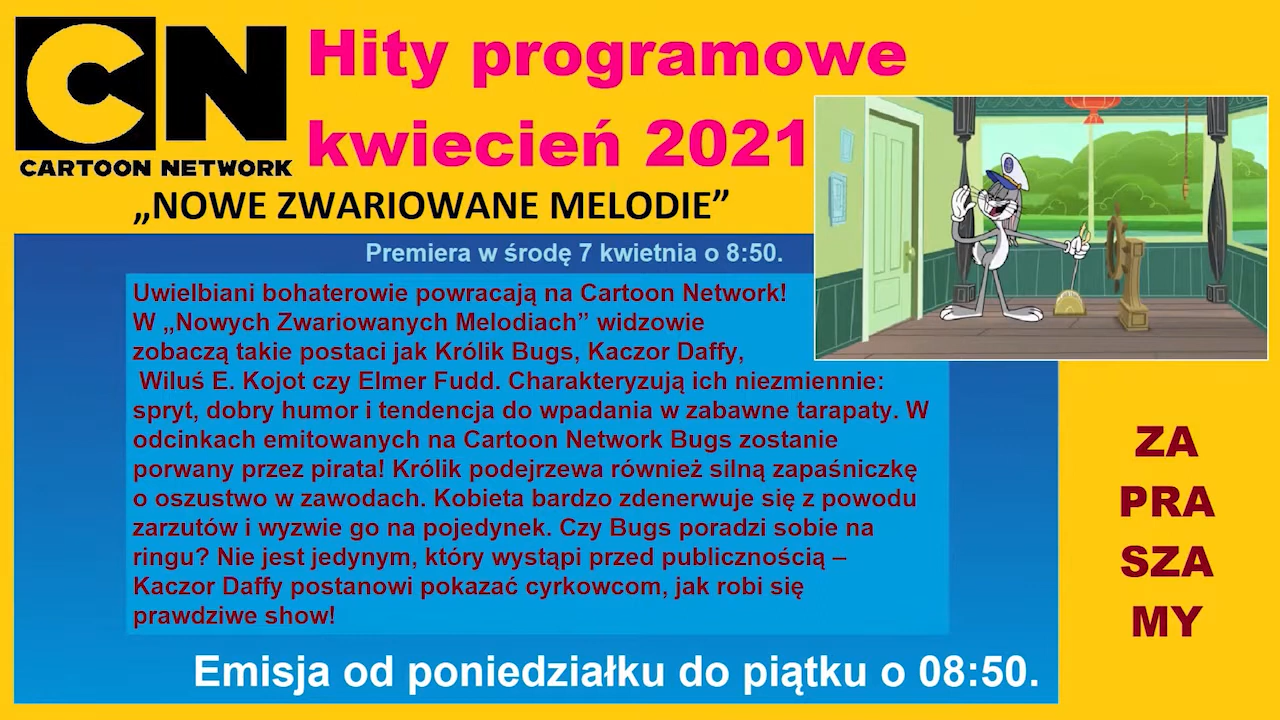 CN
CARTOON NETWORK
Hity programowe
kwiecień 2021
„NOWE ZWARIOWANE MELODIE”
Premiera w środę 7 kwietnia o 8:50.
Uwielbiani bohaterowie powracają na Cartoon Network!
W „Nowych Zwariowanych Melodiach” widzowie
zobaczą takie postaci jak Królik Bugs, Kaczor Daffy,
Wiluś E. Kojot czy Elmer Fudd. Charakteryzują ich niezmiennie:
spryt, dobry humor i tendencja do wpadania w zabawne tarapaty. W
odcinkach emitowanych na Cartoon Network Bugs zostanie
porwany przez pirata! Królik podejrzewa również silną zapaśniczkę
o oszustwo w zawodach. Kobieta bardzo zdenerwuje się z powodu
zarzutów i wyzwie go na pojedynek. Czy Bugs poradzi sobie na
ringu? Nie jest jedynym, który wystąpi przed publicznością –
Kaczor Daffy postanowi pokazać cyrkowcom, jak robi się
prawdziwe show!
Emisja od poniedziałku do piątku o 08:50.
ZA
PRA
SZA
MY